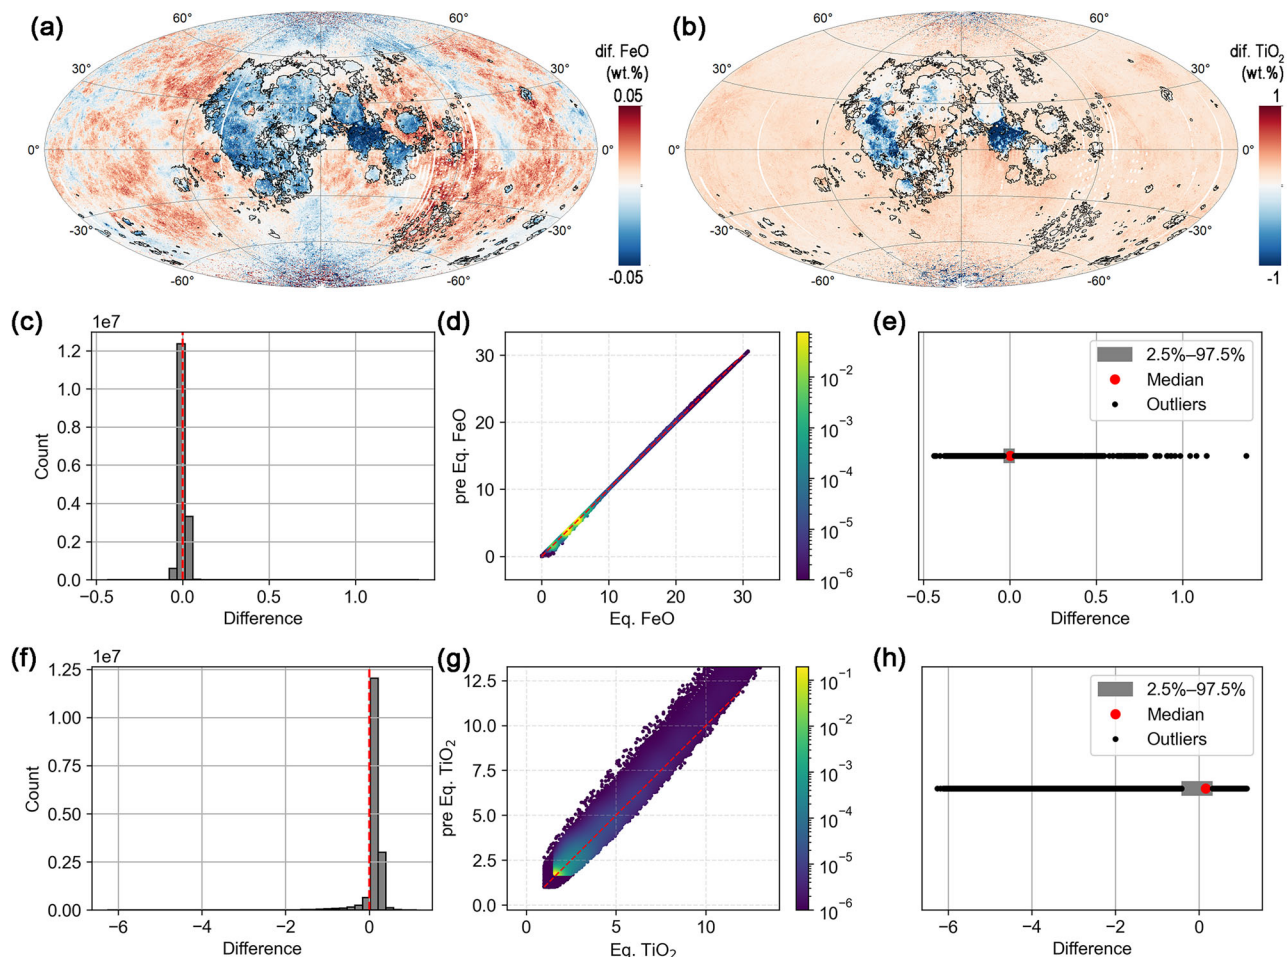 (a)
60°
60°
30°
30°
0°
0°
-30°
-30°
-60°
-60°
dif. FeO
(wt.%)
0.05
-0.05
(b)
60°
60°
30°
30°
0°
0°
-30°
-30°
-60°
-60°
dif. TiO₂
(wt.%)
1
-1
(c)
1e7
1.2
1.0
0.8
0.6
0.4
0.2
0.0
Count
−0.5
0.0
0.5
1.0
Difference
(d)
30
20
10
0
pre Eq. FeO
0
10
20
30
Eq. FeO
10⁻²
10⁻³
10⁻⁴
10⁻⁵
10⁻⁶
(e)
2.5%–97.5%
Median
Outliers
−0.5
0.0
0.5
1.0
Difference
(f)
1e7
1.25
1.00
0.75
0.50
0.25
0.00
Count
−6
−4
−2
0
Difference
(g)
12.5
10.0
7.5
5.0
2.5
0.0
pre Eq. TiO₂
0
5
10
Eq. TiO₂
10⁻¹
10⁻²
10⁻³
10⁻⁴
10⁻⁵
10⁻⁶
(h)
2.5%–97.5%
Median
Outliers
−6
−4
−2
0
Difference